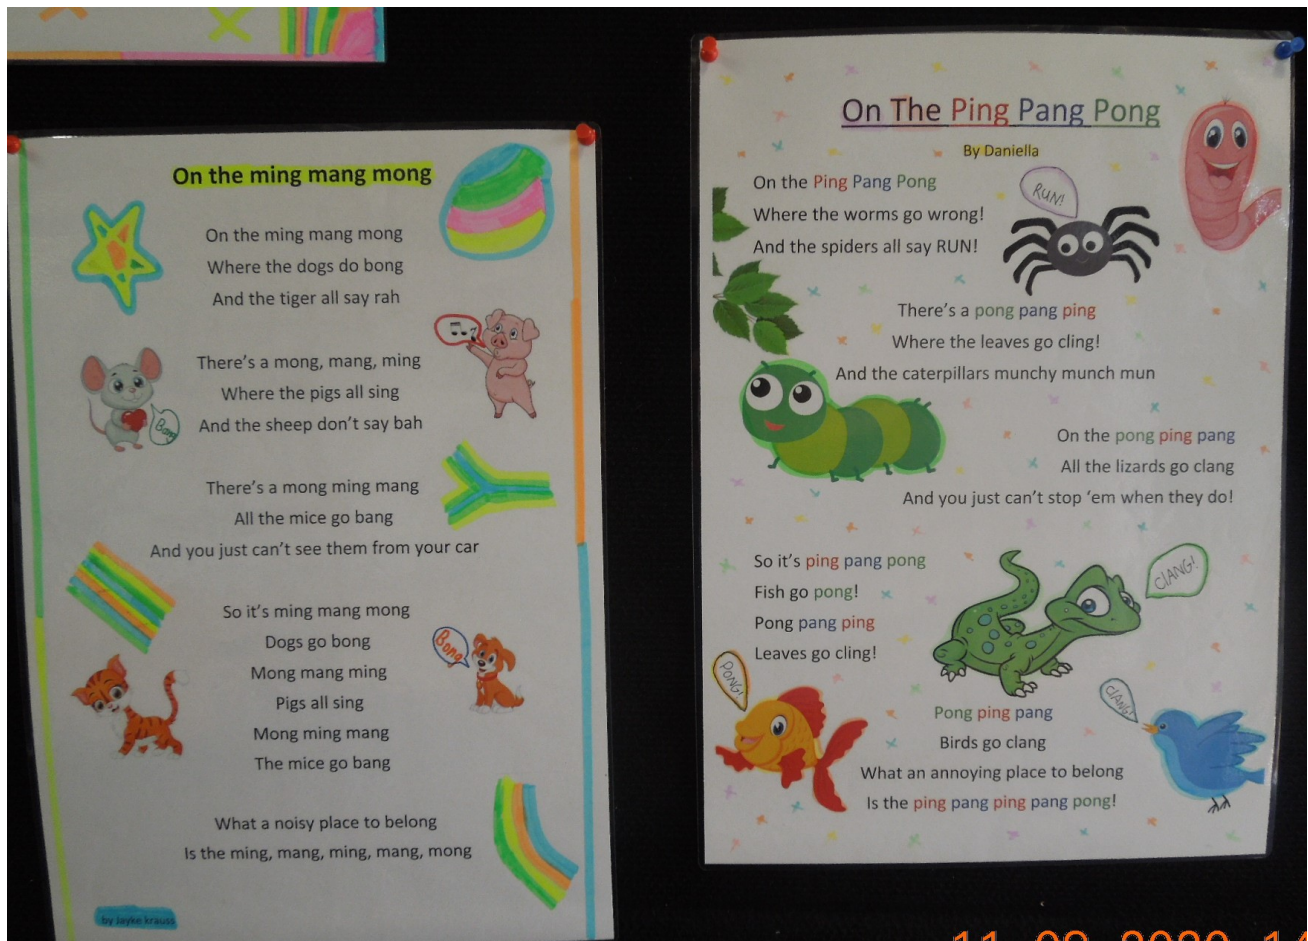 On the ming mang mong
On the ming mang mong
Where the dogs do bong
And the tiger all say rah
There's a mong, mang, ming
Where the pigs all sing
And the sheep don't say bah
Bang
There's a mong ming mang
All the mice go bang
And you just can't see them from your car
So it's ming mang mong
Dogs go bong
Bong
Mong mang ming
Pigs all sing
Mong ming mang
The mice go bang
What a noisy place to belong
Is the ming, mang, ming, mang, mong
by Jayke krauss
On The Ping Pang Pong
By Daniella
On the Ping Pang Pong
Where the worms go wrong!
And the spiders all say RUN!
RUN!
There's a pong pang ping
Where the leaves go cling!
And the caterpillars munchy munch mun
On the pong ping pang
All the lizards go clang
And you just can't stop 'em when they do!
So it's ping pang pong
Fish go pong!
Pong pang ping
Leaves go cling!
CLANG!
PONG!
Pong ping pang
Birds go clang
What an annoying place to belong
Is the ping pang ping pang pong!
CLANG!